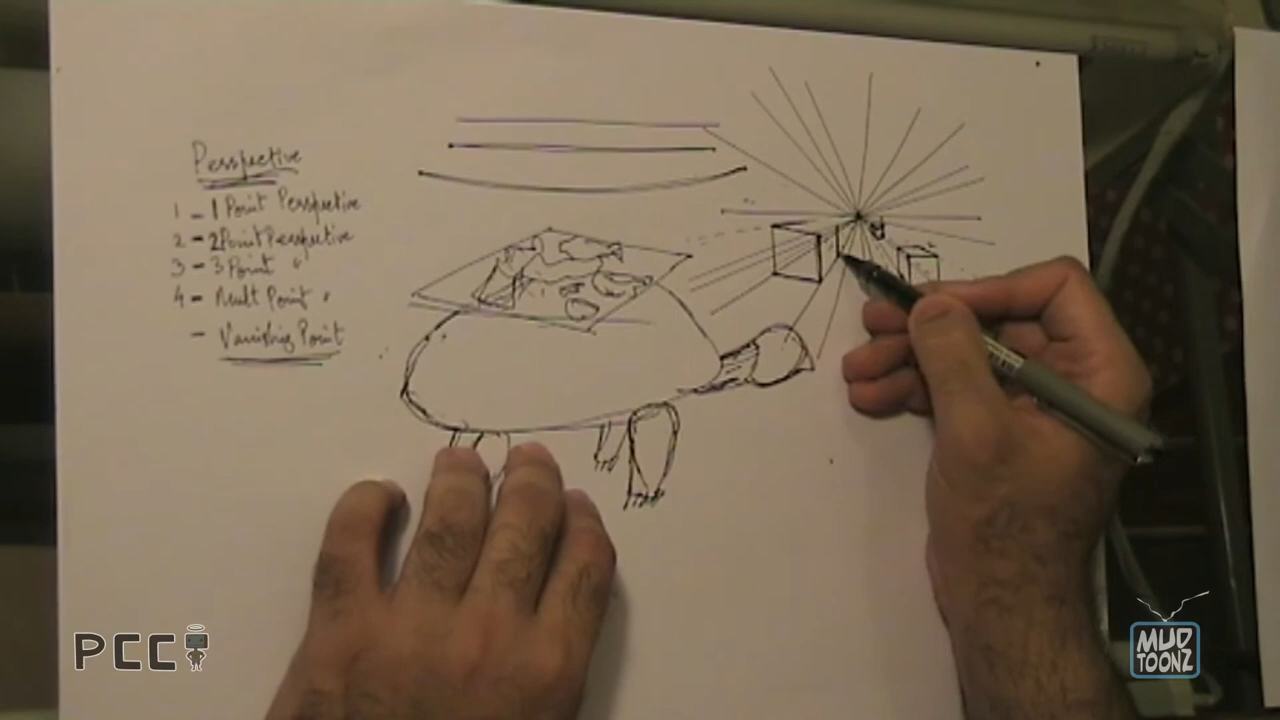 Perspective
1 - 1 Point Perspective
2 - 2 Point Perspective
3 - 3 Point "
4 - Mult Point "
- Vanishing Point
PCC
MUD
TOONZ